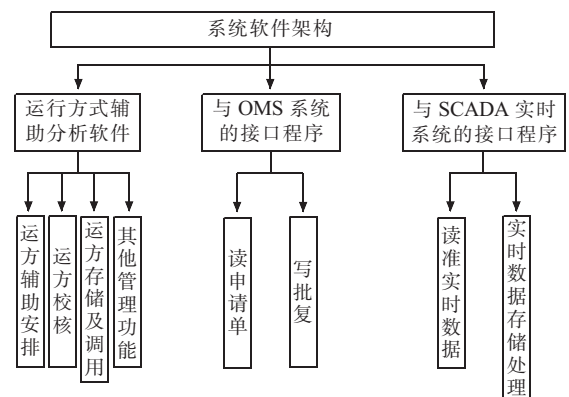 系统软件架构
运行方式辅
助分析软件
与 OMS 系统
的接口程序
与 SCADA 实时
系统的接口程序
运方辅助安排
运方校核
运方存储及调用
其他管理功能
读申请单
写批复
读准实时数据
实时数据存储处理